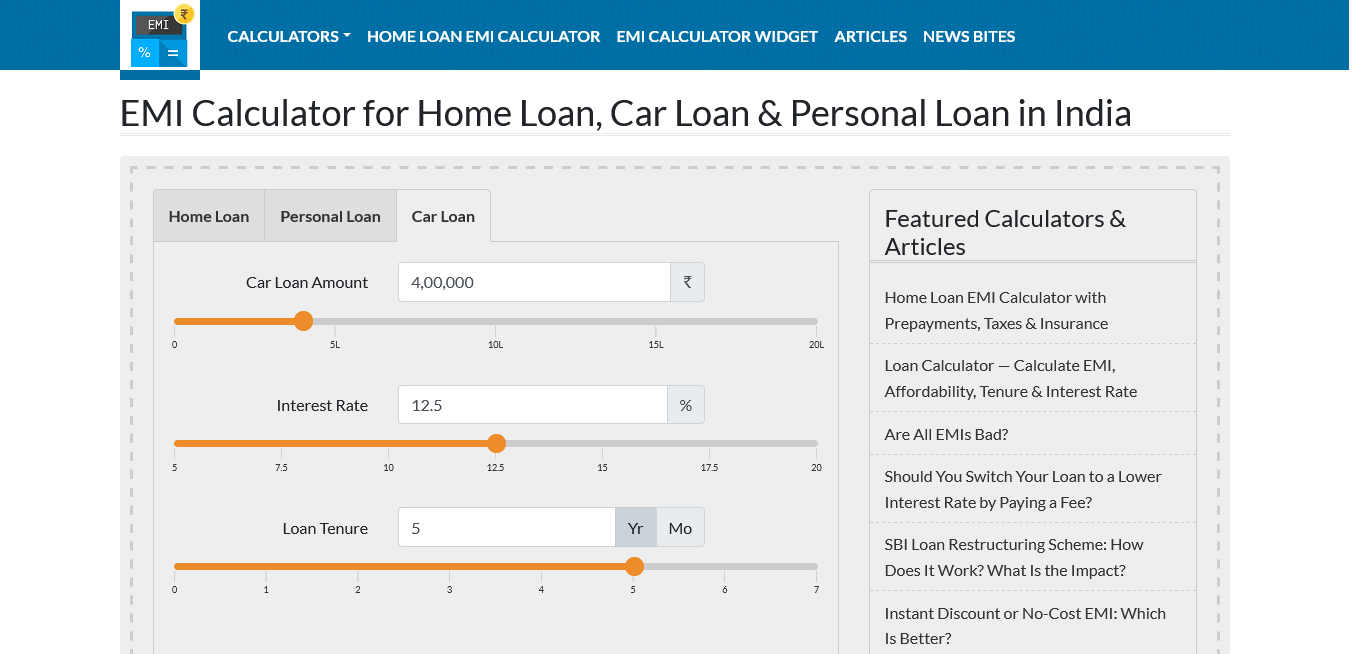 EMI ₹
% =
CALCULATORS HOME LOAN EMI CALCULATOR EMI CALCULATOR WIDGET ARTICLES NEWS BITES
EMI Calculator for Home Loan, Car Loan & Personal Loan in India
Home Loan Personal Loan Car Loan
Car Loan Amount 4,00,000 ₹
0 5L 10L 15L 20L
Interest Rate 12.5 %
5 7.5 10 12.5 15 17.5 20
Loan Tenure 5 Yr Mo
0 1 2 3 4 5 6 7
Featured Calculators &
Articles
Home Loan EMI Calculator with
Prepayments, Taxes & Insurance
Loan Calculator — Calculate EMI,
Affordability, Tenure & Interest Rate
Are All EMIs Bad?
Should You Switch Your Loan to a Lower
Interest Rate by Paying a Fee?
SBI Loan Restructuring Scheme: How
Does It Work? What Is the Impact?
Instant Discount or No-Cost EMI: Which
Is Better?